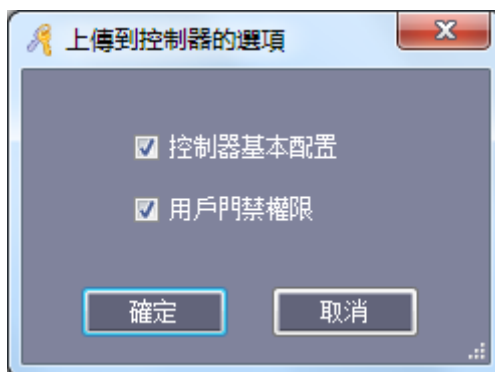 上傳到控制器的選項
控制器基本配置
用戶門禁權限
確定
取消